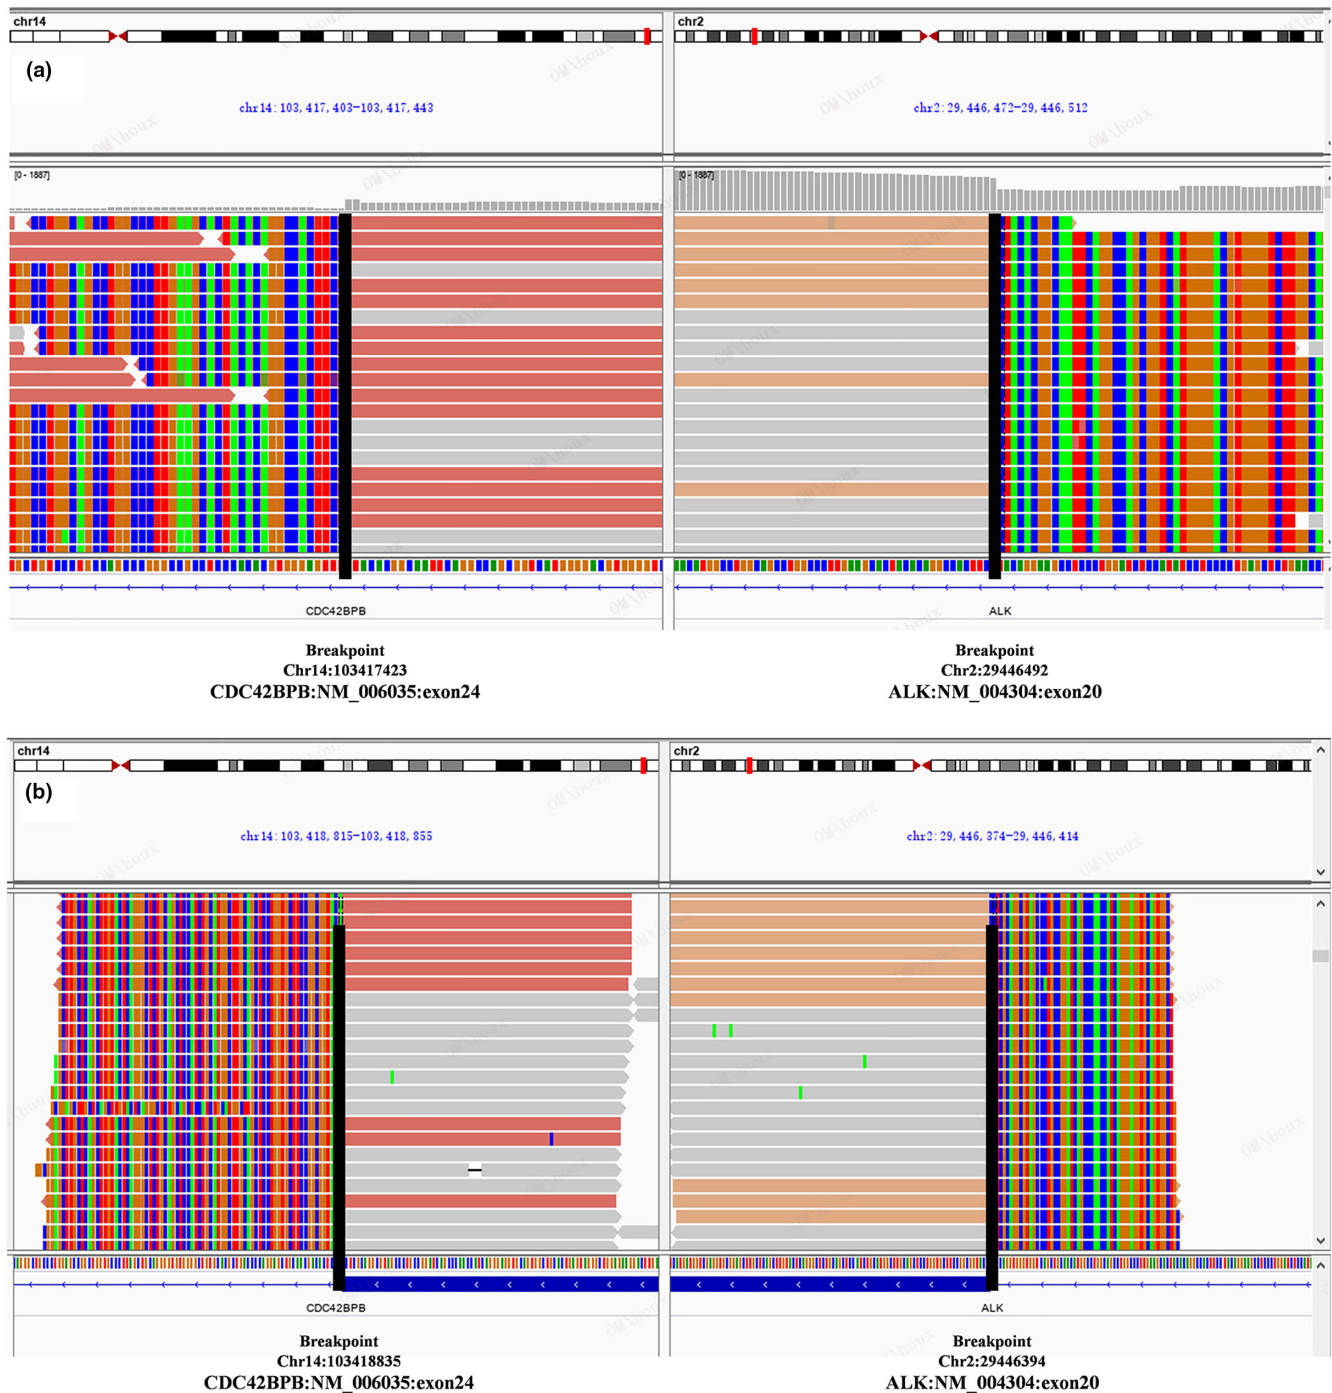 chr14
chr2
(a)
chr14: 103, 417, 403-103, 417, 443
chr2: 29, 446, 472-29, 446, 512
[0 - 1887]
[0 - 1887]
CDC42BPB
ALK
Breakpoint
Chr14:103417423
CDC42BPB:NM_006035:exon24
Breakpoint
Chr2:29446492
ALK:NM_004304:exon20
chr14
chr2
(b)
chr14: 103, 418, 815-103, 418, 855
chr2: 29, 446, 374-29, 446, 414
CDC42BPB
ALK
Breakpoint
Chr14:103418835
CDC42BPB:NM_006035:exon24
Breakpoint
Chr2:29446394
ALK:NM_004304:exon20